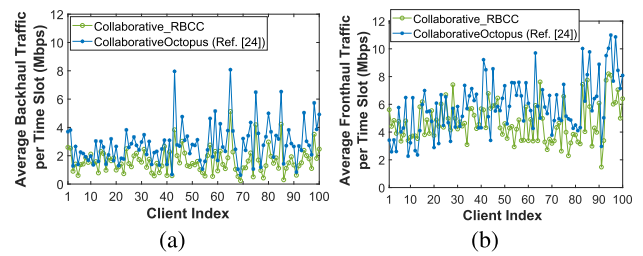 Collaborative_RBCC
CollaborativeOctopus (Ref. [24])
Average Backhaul Traffic
per Time Slot (Mbps)
12
10
8
6
4
2
0
1 10 20 30 40 50 60 70 80 90 100
Client Index
(a)
Collaborative_RBCC
CollaborativeOctopus (Ref. [24])
Average Fronthaul Traffic
per Time Slot (Mbps)
12
10
8
6
4
2
0
1 10 20 30 40 50 60 70 80 90 100
Client Index
(b)